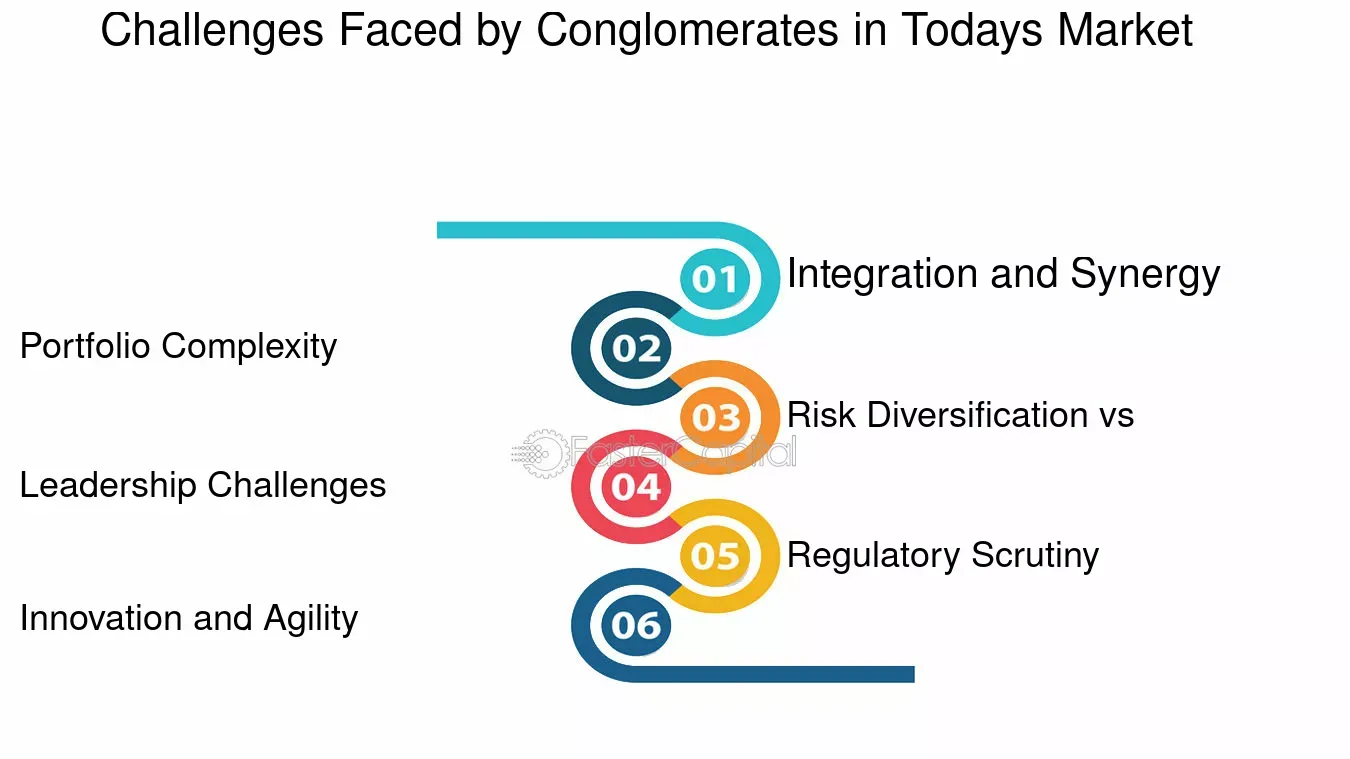 Challenges Faced by Conglomerates in Todays Market
01
Integration and Synergy
Portfolio Complexity
02
03
Risk Diversification vs
FasterCapital
Leadership Challenges
04
05
Regulatory Scrutiny
Innovation and Agility
06